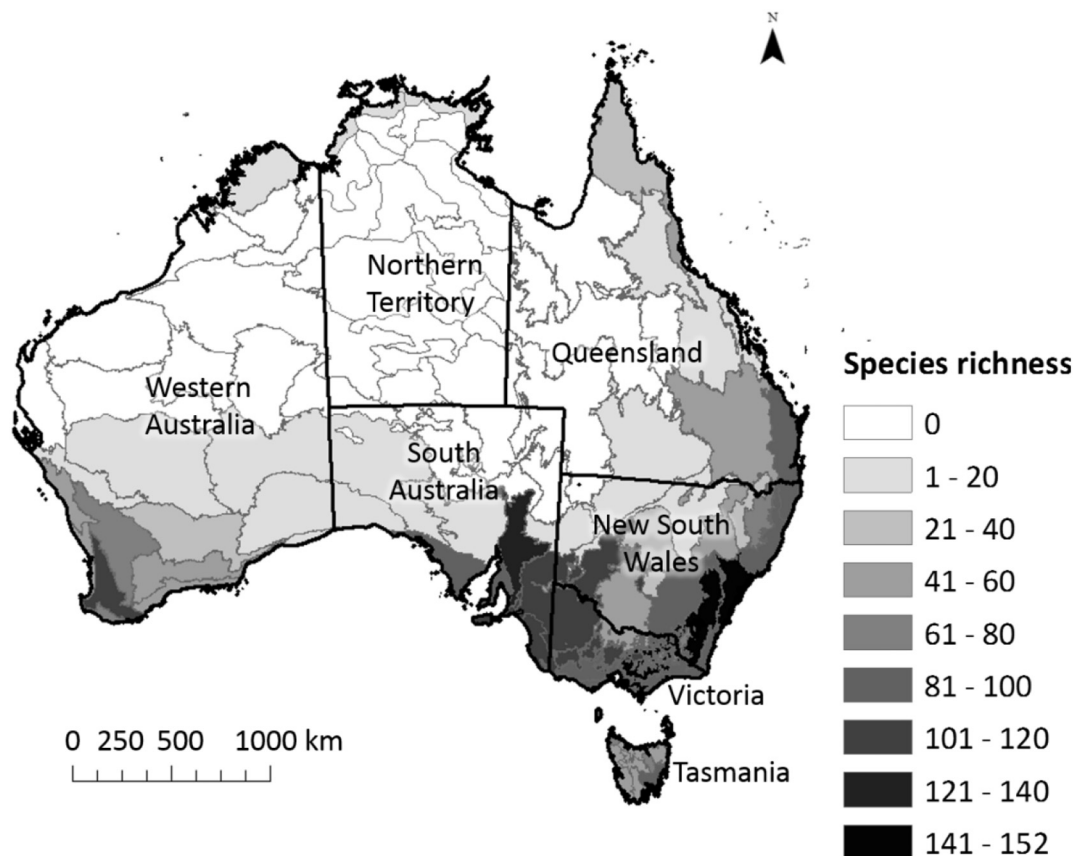 N
Northern
Territory
Queensland
Western
Australia
South
Australia
New South
Wales
Victoria
Tasmania
0 250 500 1000 km
Species richness
0
1 - 20
21 - 40
41 - 60
61 - 80
81 - 100
101 - 120
121 - 140
141 - 152